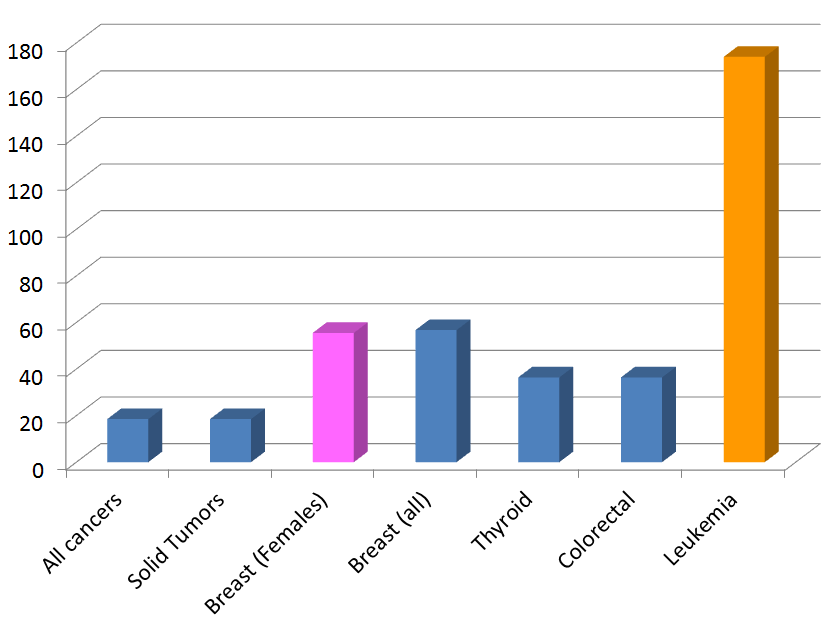 180
160
140
120
100
80
60
40
20
0
All cancers
Solid Tumors
Breast (Females)
Breast (all)
Thyroid
Colorectal
Leukemia